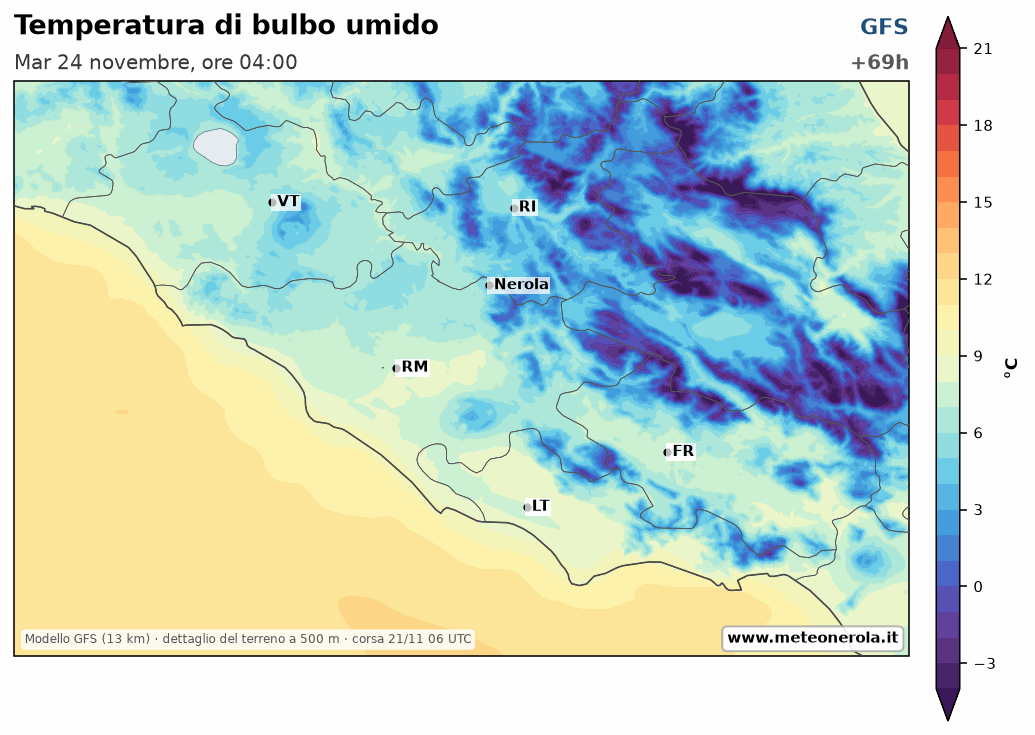 Temperatura di bulbo umido
GFS
Mar 24 novembre, ore 04:00
+69h
21
18
15
12
9
6
3
0
−3
°C
VT
RI
Nerola
RM
FR
LT
Modello GFS (13 km) · dettaglio del terreno a 500 m · corsa 21/11 06 UTC
www.meteonerola.it